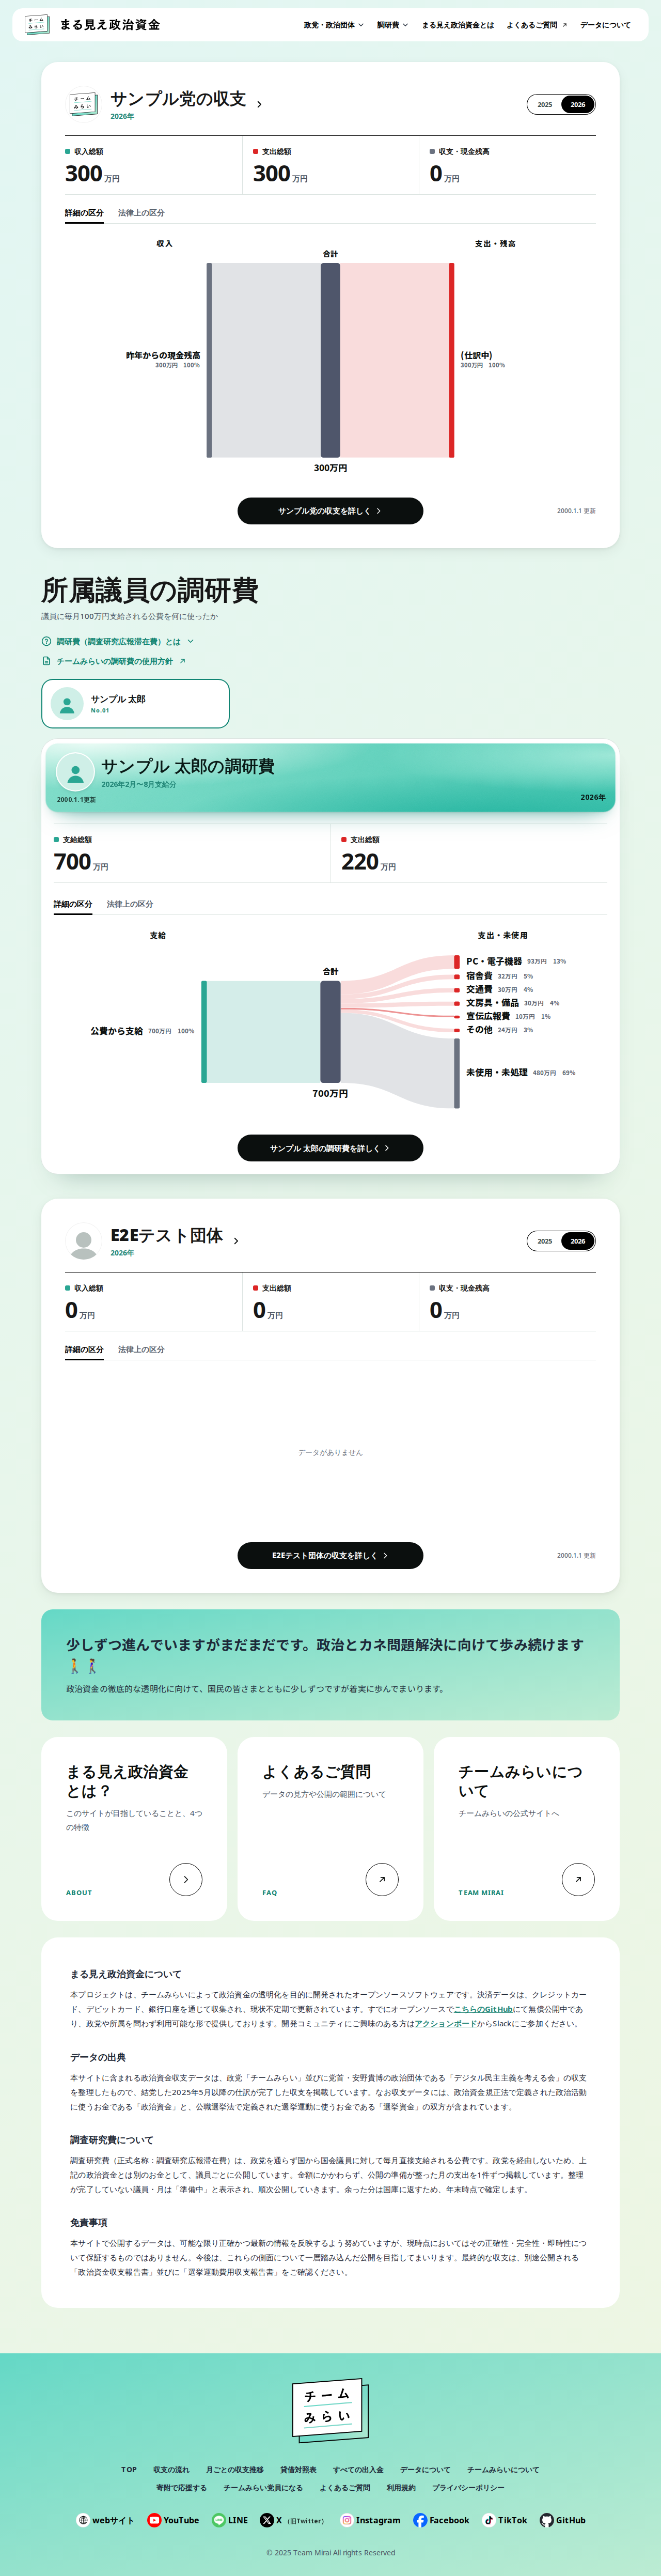 チーム
みらい
まる見え政治資金
政党・政治団体
調研費
まる見え政治資金とは
よくあるご質問
データについて
チーム
みらい
サンプル党の収支
2026年
2025 2026
収入総額
300万円
支出総額
300万円
収支・現金残高
0万円
詳細の区分 法律上の区分
収入
合計
支出・残高
昨年からの現金残高
300万円 100%
(仕訳中)
300万円 100%
300万円
サンプル党の収支を詳しく
2000.1.1 更新
所属議員の調研費
議員に毎月100万円支給される公費を何に使ったか
調研費（調査研究広報滞在費）とは
チームみらいの調研費の使用方針
サンプル 太郎
No.01
サンプル 太郎の調研費
2026年2月〜8月支給分
2000.1.1更新
2026年
支給総額
700万円
支出総額
220万円
詳細の区分 法律上の区分
支給
合計
支出・未使用
公費から支給 700万円 100%
PC・電子機器 93万円 13%
宿舎費 32万円 5%
交通費 30万円 4%
文房具・備品 30万円 4%
宣伝広報費 10万円 1%
その他 24万円 3%
未使用・未処理 480万円 69%
700万円
サンプル 太郎の調研費を詳しく
E2Eテスト団体
2026年
2025 2026
収入総額
0万円
支出総額
0万円
収支・現金残高
0万円
詳細の区分 法律上の区分
データがありません
E2Eテスト団体の収支を詳しく
2000.1.1 更新
少しずつ進んでいますがまだまだです。政治とカネ問題解決に向けて歩み続けます
🚶🚶‍♀️
政治資金の徹底的な透明化に向けて、国民の皆さまとともに少しずつですが着実に歩んでまいります。
まる見え政治資金
とは？
このサイトが目指していることと、4つ
の特徴
ABOUT
よくあるご質問
データの見方や公開の範囲について
FAQ
チームみらいにつ
いて
チームみらいの公式サイトへ
TEAM MIRAI
まる見え政治資金について
本プロジェクトは、チームみらいによって政治資金の透明化を目的に開発されたオープンソースソフトウェアです。決済データは、クレジットカー
ド、デビットカード、銀行口座を通じて収集され、現状不定期で更新されています。すでにオープンソースでこちらのGitHubにて無償公開中であ
り、政党や所属を問わず利用可能な形で提供しております。開発コミュニティにご興味のある方はアクションボードからSlackにご参加ください。
データの出典
本サイトに含まれる政治資金収支データは、政党「チームみらい」並びに党首・安野貴博の政治団体である「デジタル民主主義を考える会」の収支
を整理したもので、結党した2025年5月以降の仕訳が完了した収支を掲載しています。なお収支データには、政治資金規正法で定義された政治活動
に使うお金である「政治資金」と、公職選挙法で定義された選挙運動に使うお金である「選挙資金」の双方が含まれています。
調査研究費について
調査研究費（正式名称：調査研究広報滞在費）は、政党を通らず国から国会議員に対して毎月直接支給される公費です。政党を経由しないため、上
記の政治資金とは別のお金として、議員ごとに公開しています。金額にかかわらず、公開の準備が整った月の支出を1件ずつ掲載しています。整理
が完了していない議員・月は「準備中」と表示され、順次公開していきます。余った分は国庫に返すため、年末時点で確定します。
免責事項
本サイトで公開するデータは、可能な限り正確かつ最新の情報を反映するよう努めていますが、現時点においてはその正確性・完全性・即時性につ
いて保証するものではありません。今後は、これらの側面について一層踏み込んだ公開を目指してまいります。最終的な収支は、別途公開される
「政治資金収支報告書」並びに「選挙運動費用収支報告書」をご確認ください。
チーム
みらい
TOP 収支の流れ 月ごとの収支推移 貸借対照表 すべての出入金 データについて チームみらいについて
寄附で応援する チームみらい党員になる よくあるご質問 利用規約 プライバシーポリシー
webサイト YouTube LINE X （旧Twitter） Instagram Facebook TikTok GitHub
© 2025 Team Mirai All rights Reserved